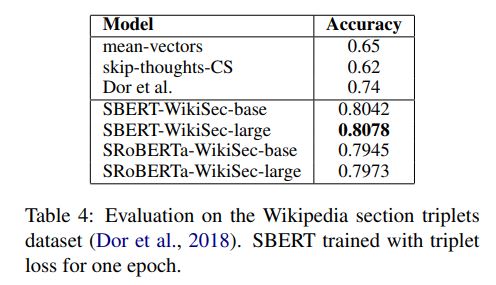 Model Accuracy
mean-vectors 0.65
skip-thoughts-CS 0.62
Dor et al. 0.74
SBERT-WikiSec-base 0.8042
SBERT-WikiSec-large 0.8078
SRoBERTa-WikiSec-base 0.7945
SRoBERTa-WikiSec-large 0.7973
Table 4: Evaluation on the Wikipedia section triplets
dataset (Dor et al., 2018). SBERT trained with triplet
loss for one epoch.